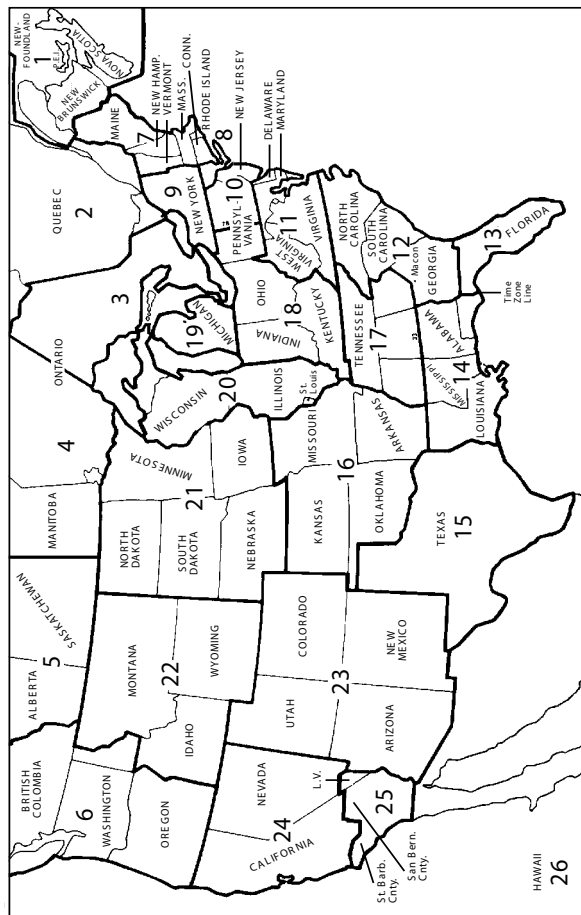 NEW-
FOUNDLAND
1
P.E.I.
NOVA SCOTIA
NEW
BRUNSWICK
QUEBEC
2
MAINE
7
NEW HAMP.
VERMONT
MASS.
CONN.
RHODE ISLAND
8
9
NEW YORK
NEW JERSEY
10
PENNSYL-
VANIA
DELAWARE
MARYLAND
11
WEST
VIRGINIA
VIRGINIA
NORTH
CAROLINA
SOUTH
CAROLINA
12
Macon
GEORGIA
13
FLORIDA
Time
Zone
Line
ONTARIO
3
4
MANITOBA
19
MICHIGAN
OHIO
18
INDIANA
KENTUCKY
TENNESSEE
17
ALABAMA
MISSISSIPPI
14
LOUISIANA
WISCONSIN
20
ILLINOIS
St.
Louis
MISSOURI
16
ARKANSAS
MINNESOTA
21
IOWA
NORTH
DAKOTA
SOUTH
DAKOTA
NEBRASKA
KANSAS
OKLAHOMA
TEXAS
15
SASKATCHEWAN
5
ALBERTA
MONTANA
22
WYOMING
IDAHO
COLORADO
23
UTAH
NEW
MEXICO
ARIZONA
BRITISH
COLOMBIA
6
WASHINGTON
OREGON
NEVADA
24
CALIFORNIA
L.V.
25
San Bern.
Cnty.
St. Barb.
Cnty.
HAWAII
26